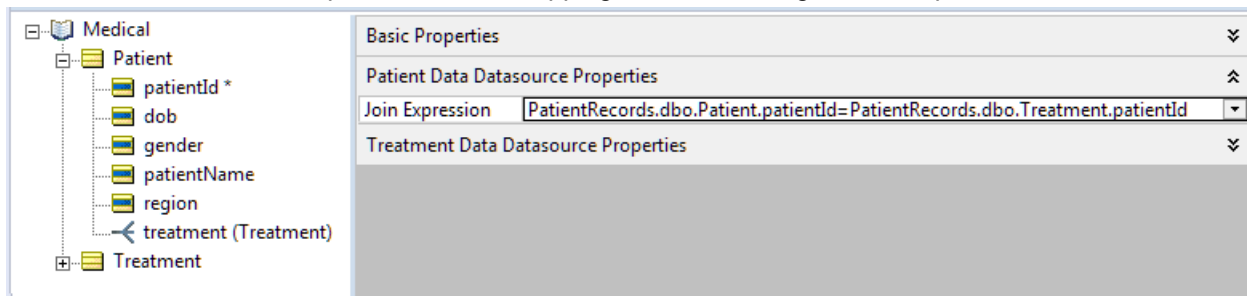 Medical
Patient
patientId *
dob
gender
patientName
region
treatment (Treatment)
Treatment
Basic Properties
Patient Data Datasource Properties
Join Expression PatientRecords.dbo.Patient.patientId=PatientRecords.dbo.Treatment.patientId
Treatment Data Datasource Properties